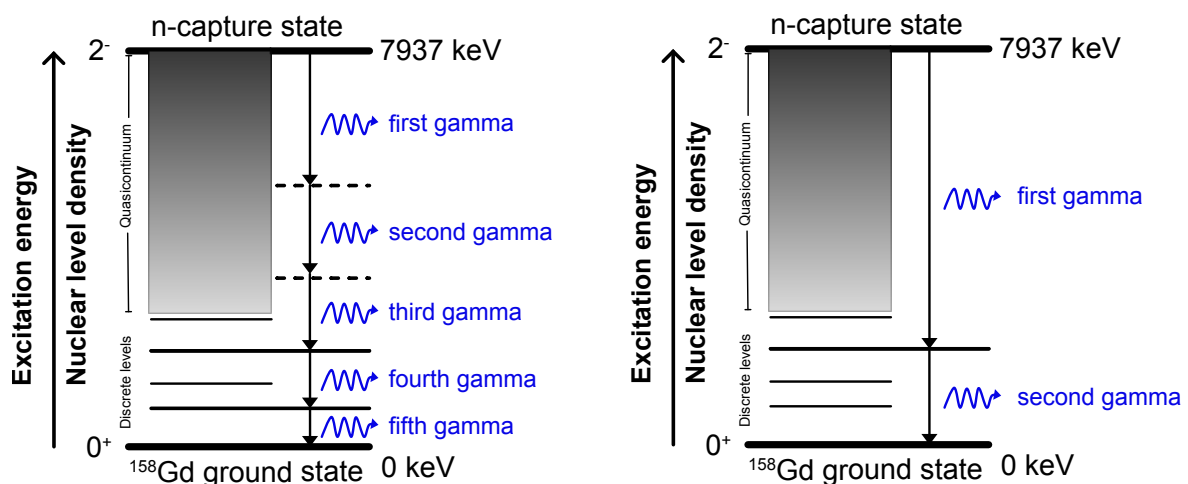 n-capture state
2-
7937 keV
Excitation energy
Nuclear level density
Quasicontinuum
Discrete levels
first gamma
second gamma
third gamma
fourth gamma
fifth gamma
0+
158Gd ground state
0 keV
n-capture state
2-
7937 keV
Excitation energy
Nuclear level density
Quasicontinuum
Discrete levels
first gamma
second gamma
0+
158Gd ground state
0 keV